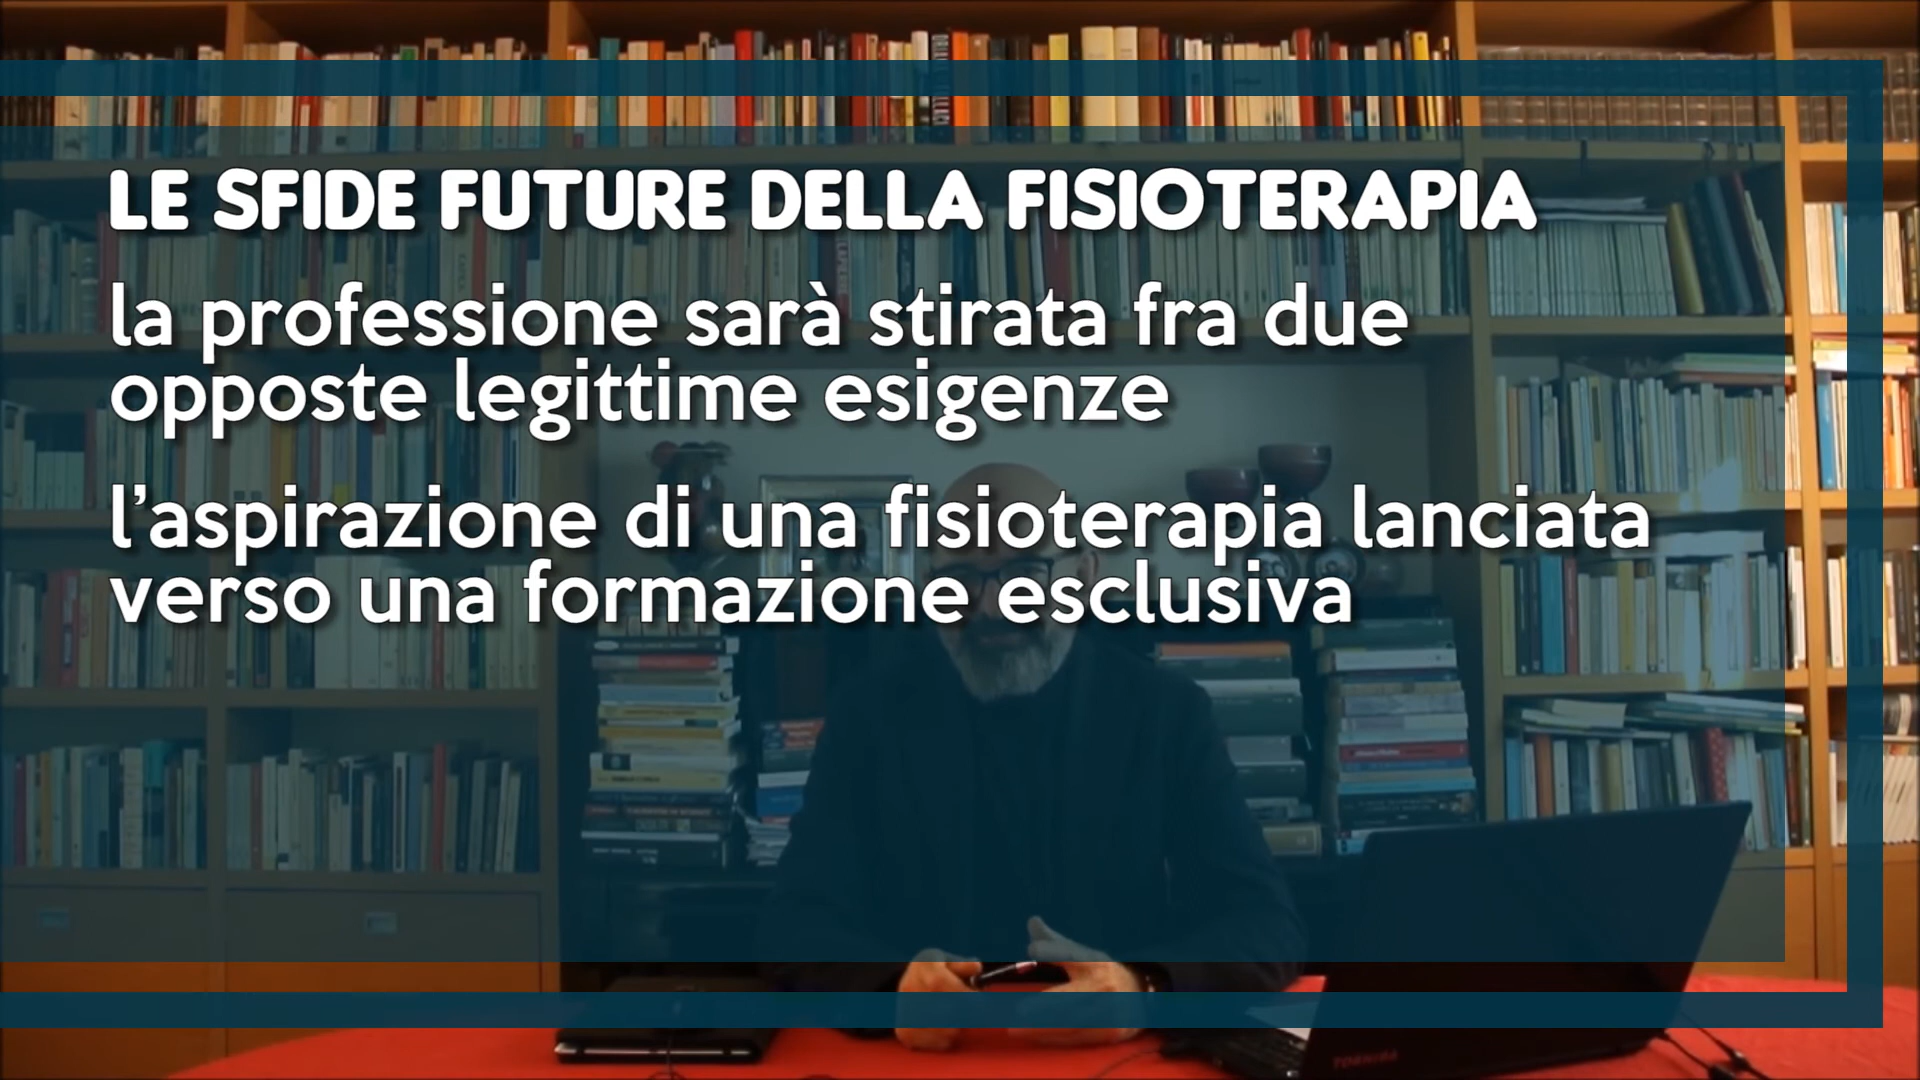 LE SFIDE FUTURE DELLA FISIOTERAPIA
la professione sarà stirata fra due
opposte legittime esigenze
l'aspirazione di una fisioterapia lanciata
verso una formazione esclusiva
TOSHIBA